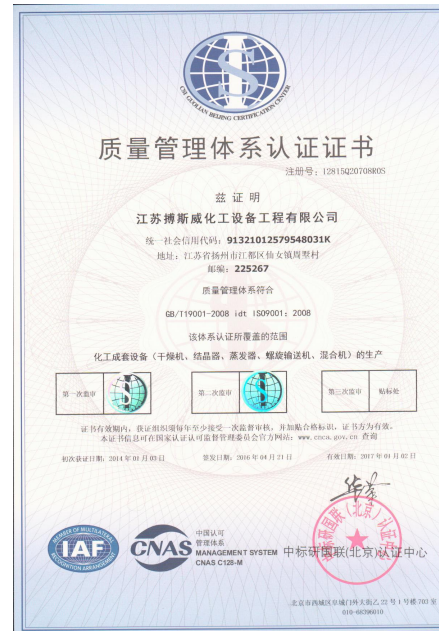 CSI GUOLIAN BEIJING CERTIFICATION CENTER
质量管理体系认证证书
注册号：12815Q20708R0S
兹证明
江苏搏斯威化工设备工程有限公司
统一社会信用代码：91321012579548031K
地址：江苏省扬州市江都区仙女镇周墅村
邮编：225267
质量管理体系符合
GB/T19001-2008 idt ISO9001：2008
该体系认证所覆盖的范围
化工成套设备（干燥机、结晶器、蒸发器、螺旋输送机、混合机）的生产
第一次监审
第二次监审
第三次监审 贴标处
证书有效期内，获证组织须每年至少接受一次监督审核，并加贴合格标识，证书方为有效。
本证书信息可在国家认证认可监督管理委员会官方网站：www.cnca.gov.cn 查询
初次获证日期：2014年01月03日 签发日期：2016年04月21日 有效日期：2017年01月02日
MEMBER OF MULTILATERAL
IAF
RECOGNITION ARRANGEMENT
CNAS
中国认可
管理体系
MANAGEMENT SYSTEM
CNAS C128-M
中标研国联(北京)认证中心
北京市西城区阜成门外大街乙22号1号楼703室
010-68396010